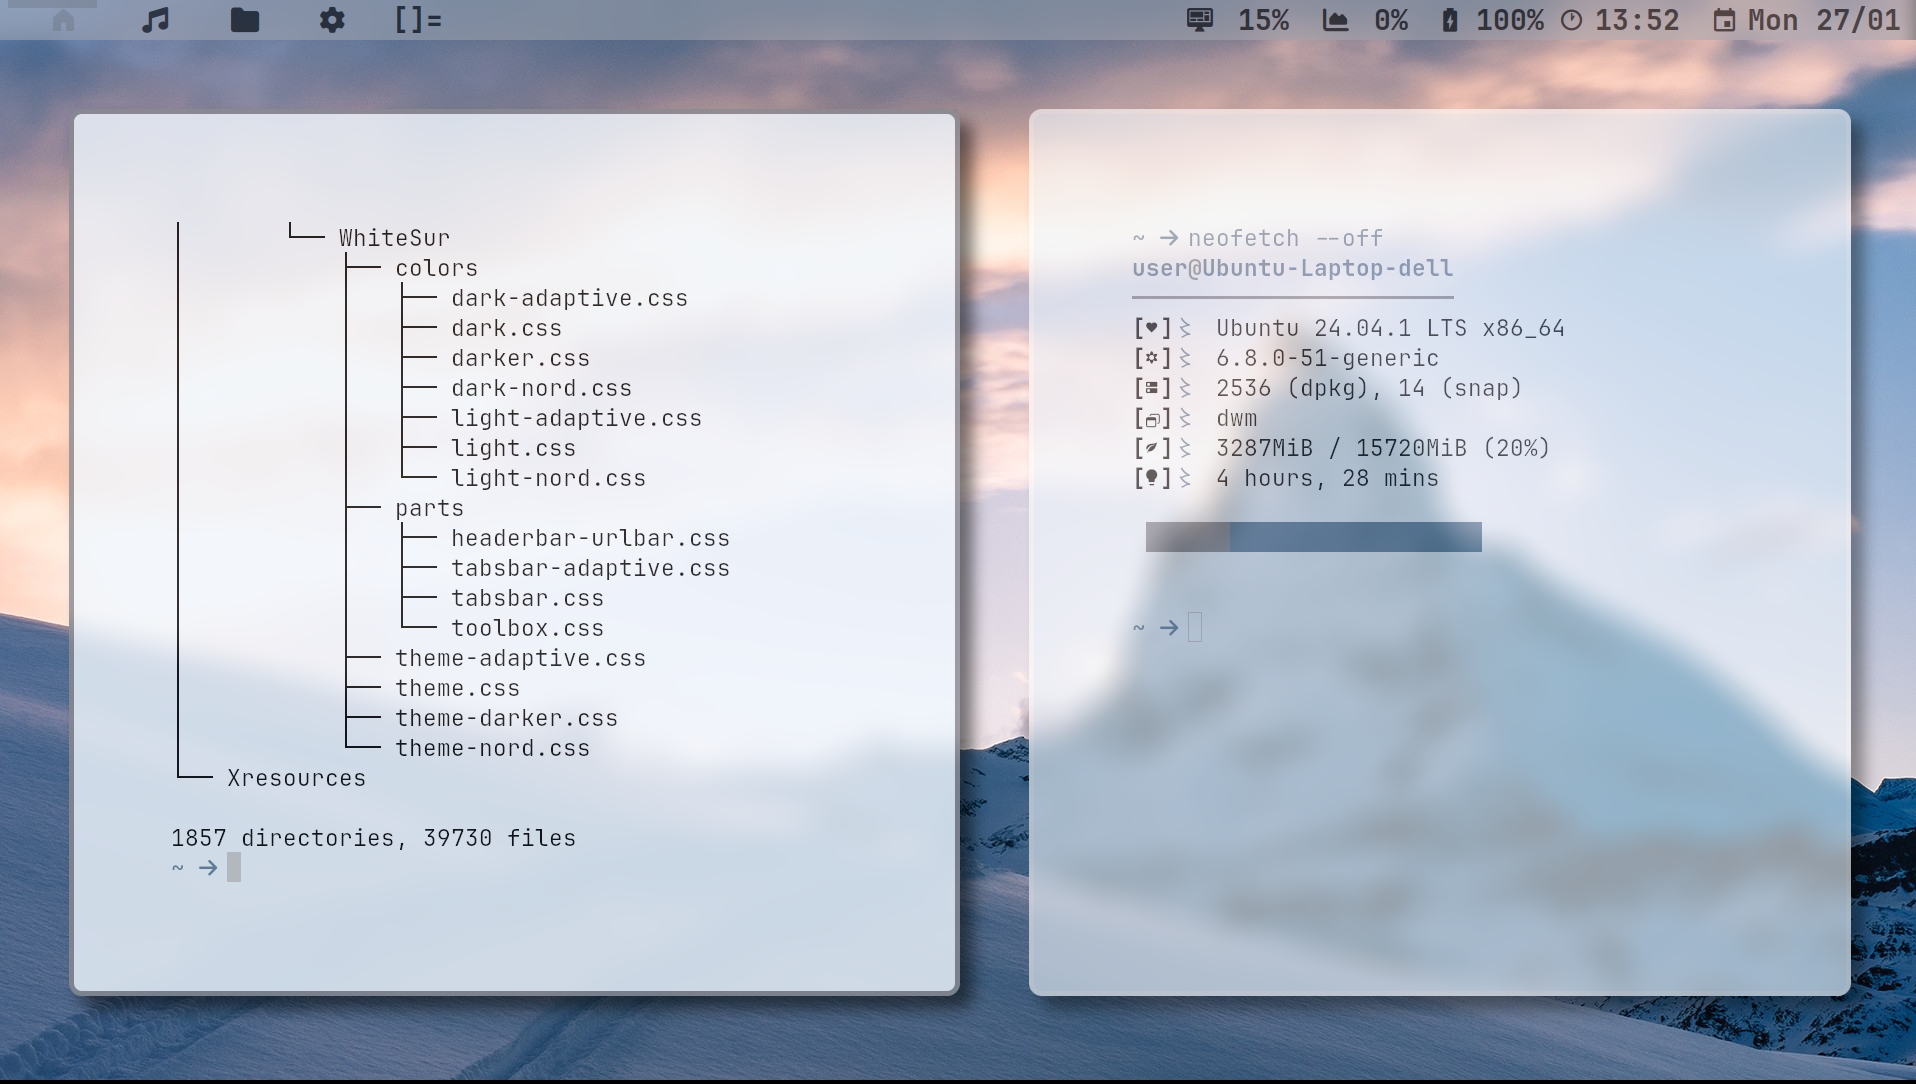 []= 15% 0% 100% 13:52 Mon 27/01
WhiteSur
colors
dark-adaptive.css
dark.css
darker.css
dark-nord.css
light-adaptive.css
light.css
light-nord.css
parts
headerbar-urlbar.css
tabsbar-adaptive.css
tabsbar.css
toolbox.css
theme-adaptive.css
theme.css
theme-darker.css
theme-nord.css
Xresources
1857 directories, 39730 files
~ →
~ → neofetch --off
user@Ubuntu-Laptop-dell
[♥] Ubuntu 24.04.1 LTS x86_64
[] 6.8.0-51-generic
[] 2536 (dpkg), 14 (snap)
[] dwm
[] 3287MiB / 15720MiB (20%)
[] 4 hours, 28 mins
~ →